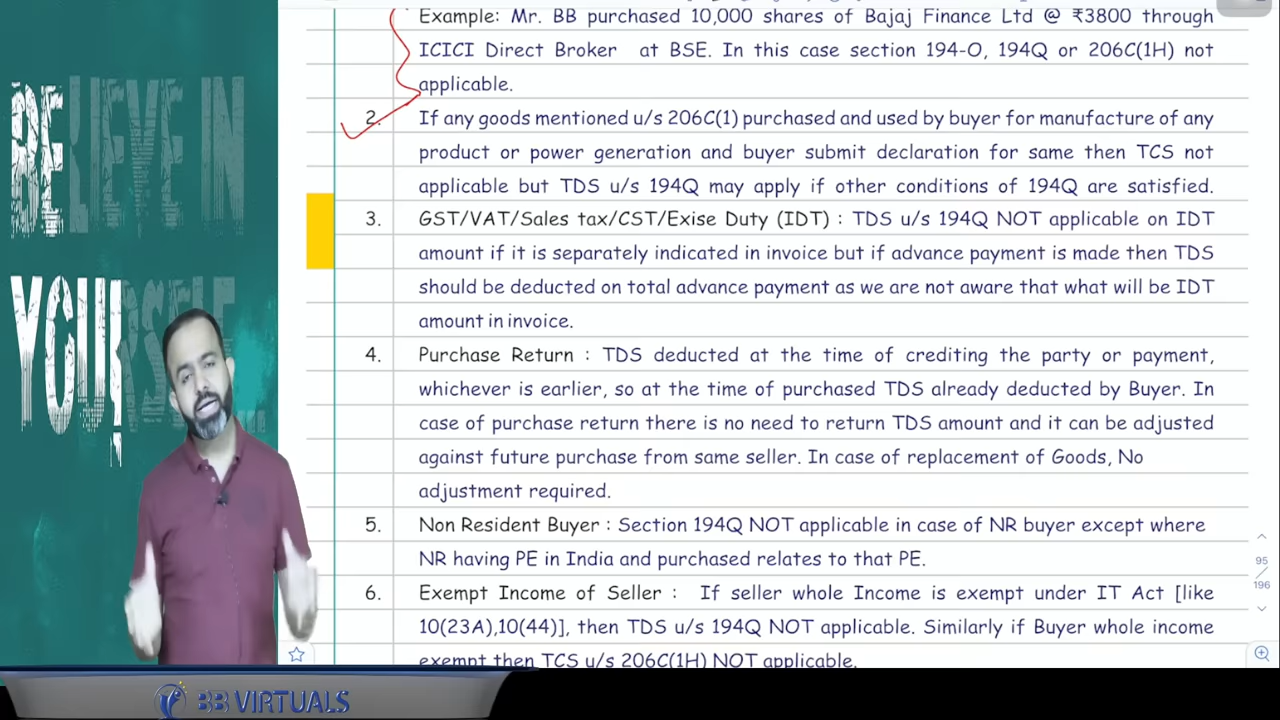 BELIEVE IN
YOURSELF...
Example: Mr. BB purchased 10,000 shares of Bajaj Finance Ltd @ ₹3800 through
ICICI Direct Broker at BSE. In this case section 194-O, 194Q or 206C(1H) not
applicable.
2. If any goods mentioned u/s 206C(1) purchased and used by buyer for manufacture of any
product or power generation and buyer submit declaration for same then TCS not
applicable but TDS u/s 194Q may apply if other conditions of 194Q are satisfied.
3. GST/VAT/Sales tax/CST/Exise Duty (IDT) : TDS u/s 194Q NOT applicable on IDT
amount if it is separately indicated in invoice but if advance payment is made then TDS
should be deducted on total advance payment as we are not aware that what will be IDT
amount in invoice.
4. Purchase Return : TDS deducted at the time of crediting the party or payment,
whichever is earlier, so at the time of purchased TDS already deducted by Buyer. In
case of purchase return there is no need to return TDS amount and it can be adjusted
against future purchase from same seller. In case of replacement of Goods, No
adjustment required.
5. Non Resident Buyer : Section 194Q NOT applicable in case of NR buyer except where
NR having PE in India and purchased relates to that PE.
95
/
196
6. Exempt Income of Seller : If seller whole Income is exempt under IT Act [like
10(23A),10(44)], then TDS u/s 194Q NOT applicable. Similarly if Buyer whole income
exempt then TCS u/s 206C(1H) NOT applicable.
BB VIRTUALS